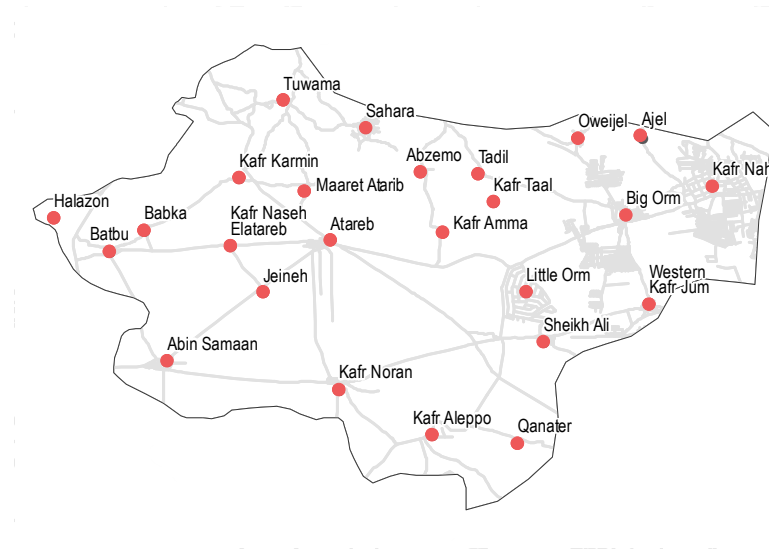 Tuwama
Sahara
Oweijel
Ajel
Abzemo
Tadil
Kafr Karmin
Maaret Atarib
Kafr Taal
Kafr Nah
Halazon
Babka
Kafr Naseh
Elatareb
Big Orm
Batbu
Atareb
Kafr Amma
Jeineh
Little Orm
Western
Kafr Jum
Abin Samaan
Sheikh Ali
Kafr Noran
Kafr Aleppo
Qanater